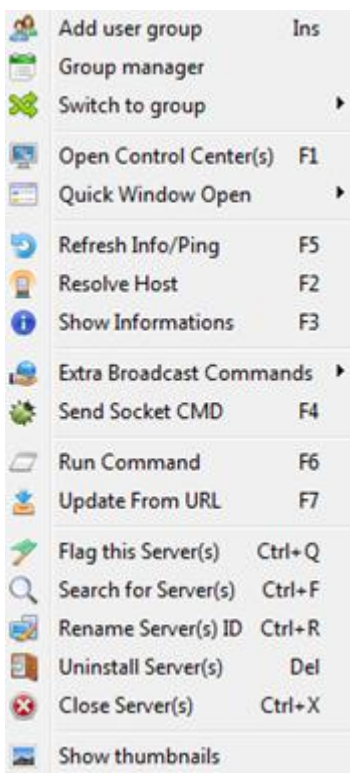 Add user group Ins
Group manager
Switch to group
Open Control Center(s) F1
Quick Window Open
Refresh Info/Ping F5
Resolve Host F2
Show Informations F3
Extra Broadcast Commands
Send Socket CMD F4
Run Command F6
Update From URL F7
Flag this Server(s) Ctrl+Q
Search for Server(s) Ctrl+F
Rename Server(s) ID Ctrl+R
Uninstall Server(s) Del
Close Server(s) Ctrl+X
Show thumbnails